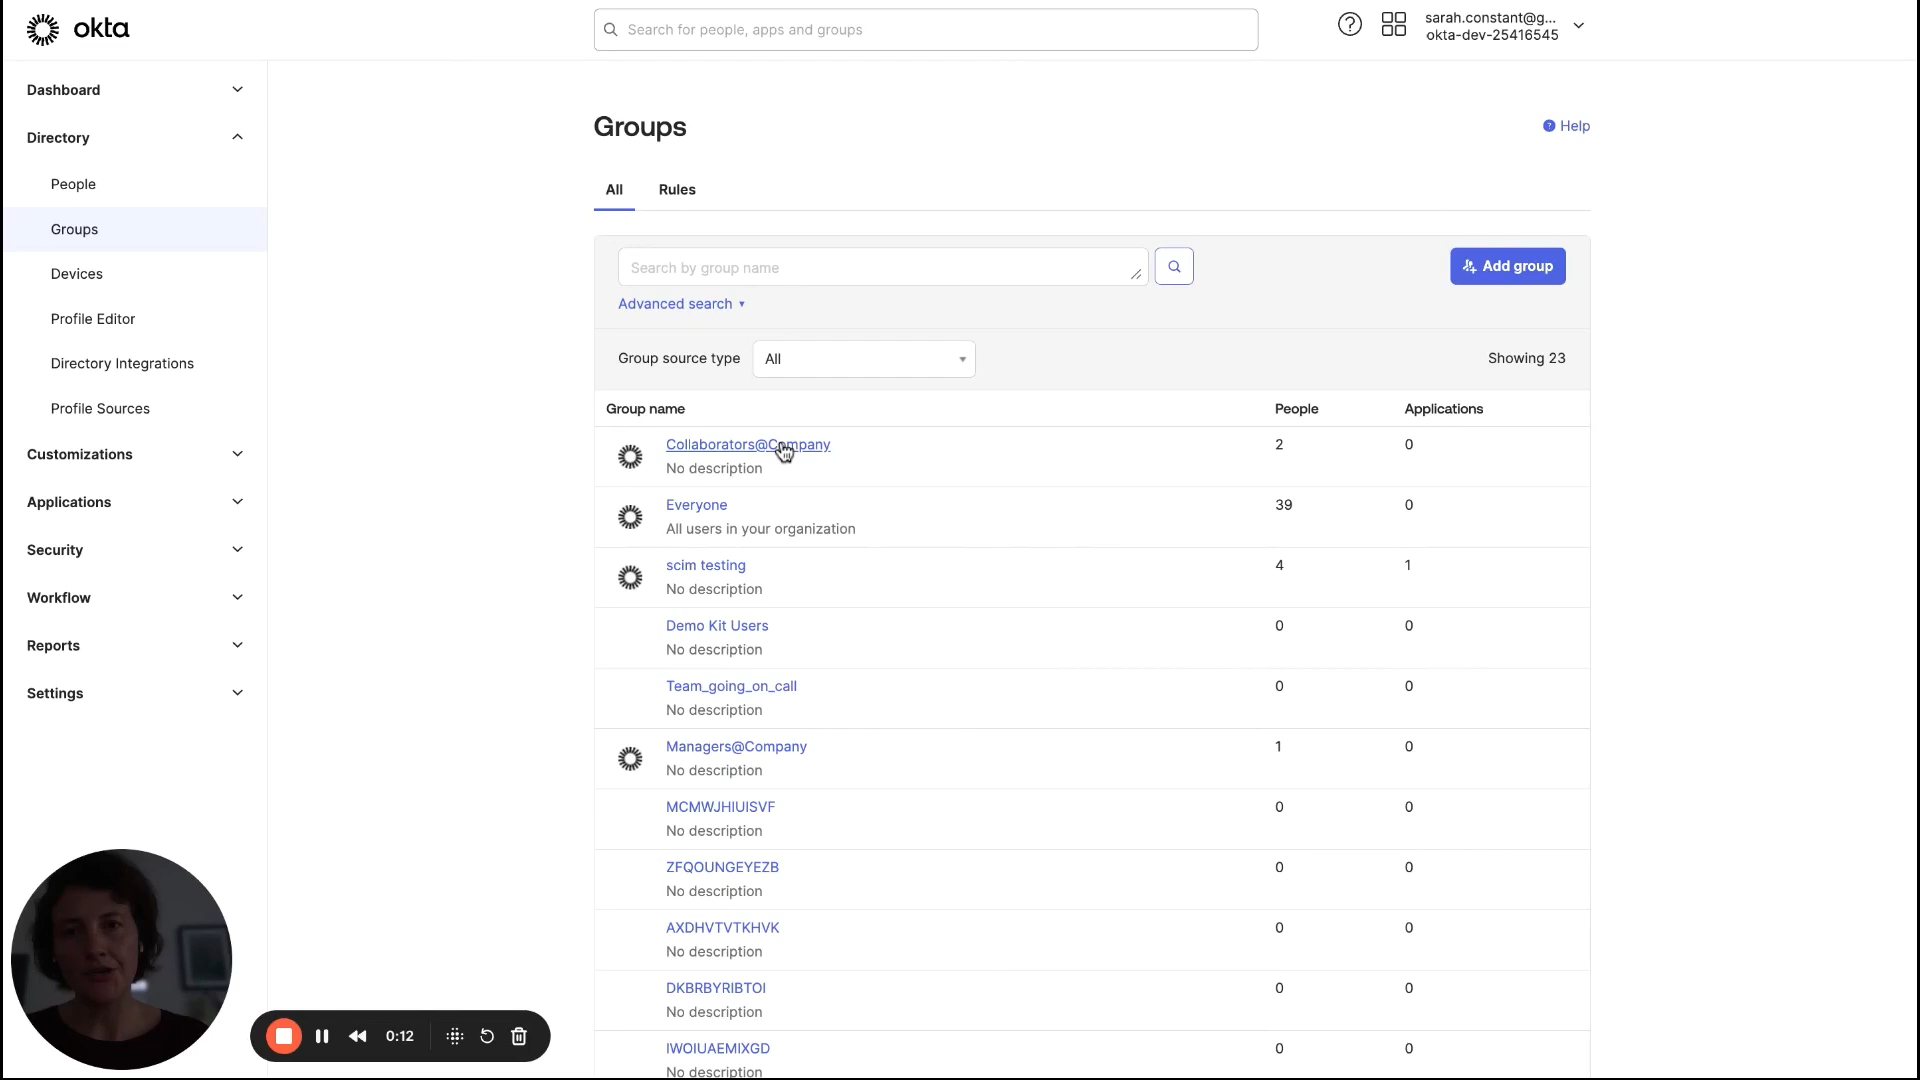 okta
Search for people, apps and groups
sarah.constant@g...
okta-dev-25416545
Dashboard
Directory
People
Groups
Devices
Profile Editor
Directory Integrations
Profile Sources
Customizations
Applications
Security
Workflow
Reports
Settings
Groups
Help
All
Rules
Search by group name
Add group
Advanced search
Group source type
All
Showing 23
Group name
People
Applications
Collaborators@Company
2
0
No description
Everyone
39
0
All users in your organization
scim testing
4
1
No description
Demo Kit Users
0
0
No description
Team_going_on_call
0
0
No description
Managers@Company
1
0
No description
MCMWJHIUISVF
0
0
No description
ZFQOUNGEYEZB
0
0
No description
AXDHVTVTKHVK
0
0
No description
DKBRBYRIBTOI
0
0
No description
IWOIUAEMIXGD
0
0
No description
0:12